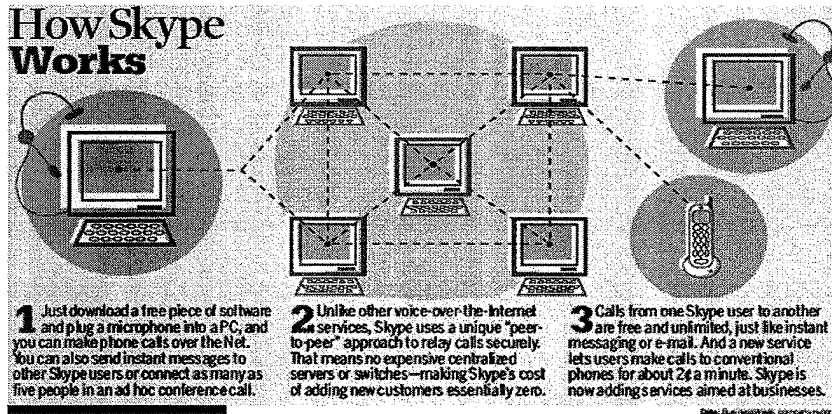 How Skype
Works
1 Just download a free piece of software
and plug a microphone into a PC, and
you can make phone calls over the Net.
You can also send instant messages to
other Skype users or connect as many as
five people in an ad hoc conference call.
2 Unlike other voice-over-the-Internet
services, Skype uses a unique "peer-
to-peer" approach to relay calls securely.
That means no expensive centralized
servers or switches—making Skype's cost
of adding new customers essentially zero.
3 Calls from one Skype user to another
are free and unlimited, just like instant
messaging or e-mail. And a new service
lets users make calls to conventional
phones for about 2¢ a minute. Skype is
now adding services aimed at businesses.
Data: BusinessWeek, company reports